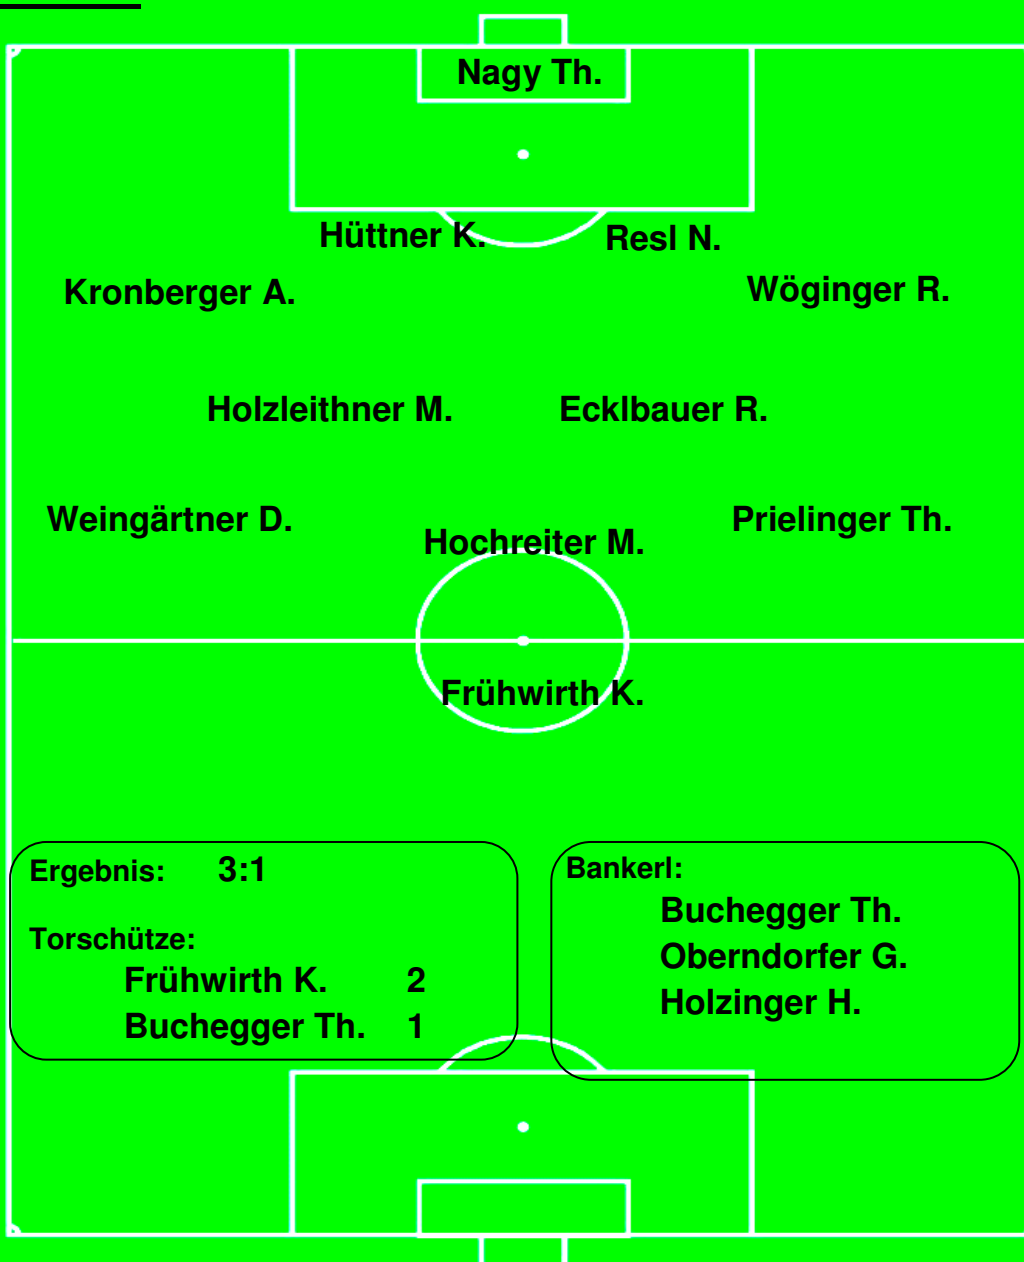 Nagy Th.
Hüttner K.
Resl N.
Kronberger A.
Wöginger R.
Holzleithner M.
Ecklbauer R.
Weingärtner D.
Prielinger Th.
Hochreiter M.
Frühwirth K.
Ergebnis: 3:1
Torschütze:
Frühwirth K. 2
Buchegger Th. 1
Bankerl:
Buchegger Th.
Oberndorfer G.
Holzinger H.